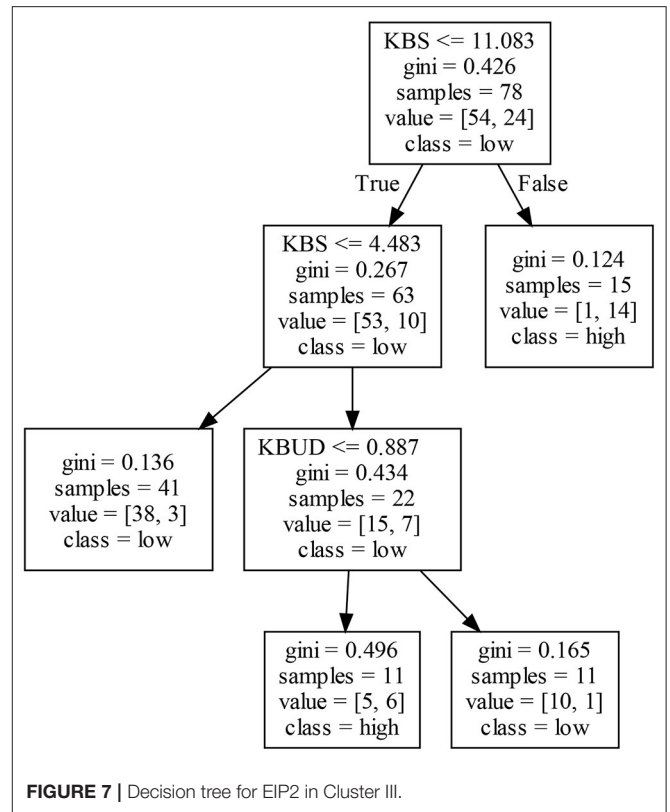 KBS <= 11.083
gini = 0.426
samples = 78
value = [54, 24]
class = low
True
False
KBS <= 4.483
gini = 0.267
samples = 63
value = [53, 10]
class = low
gini = 0.124
samples = 15
value = [1, 14]
class = high
gini = 0.136
samples = 41
value = [38, 3]
class = low
KBUD <= 0.887
gini = 0.434
samples = 22
value = [15, 7]
class = low
gini = 0.496
samples = 11
value = [5, 6]
class = high
gini = 0.165
samples = 11
value = [10, 1]
class = low
FIGURE 7 | Decision tree for EIP2 in Cluster III.